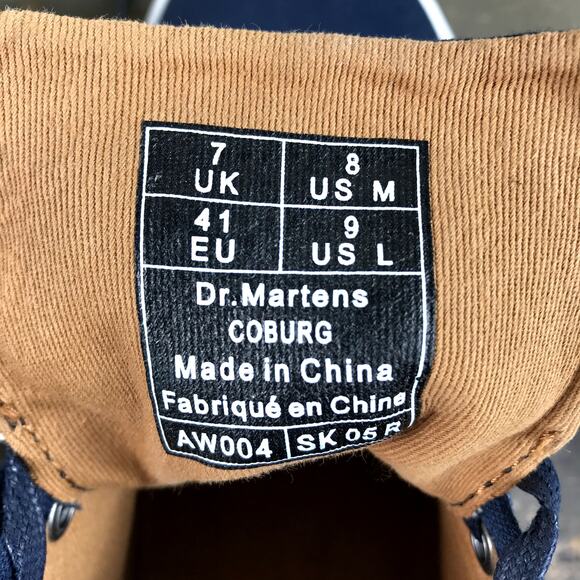 7 UK
8 US M
41 EU
9 US L
Dr.Martens
COBURG
Made in China
Fabriqué en China
AW004
SK 05 R